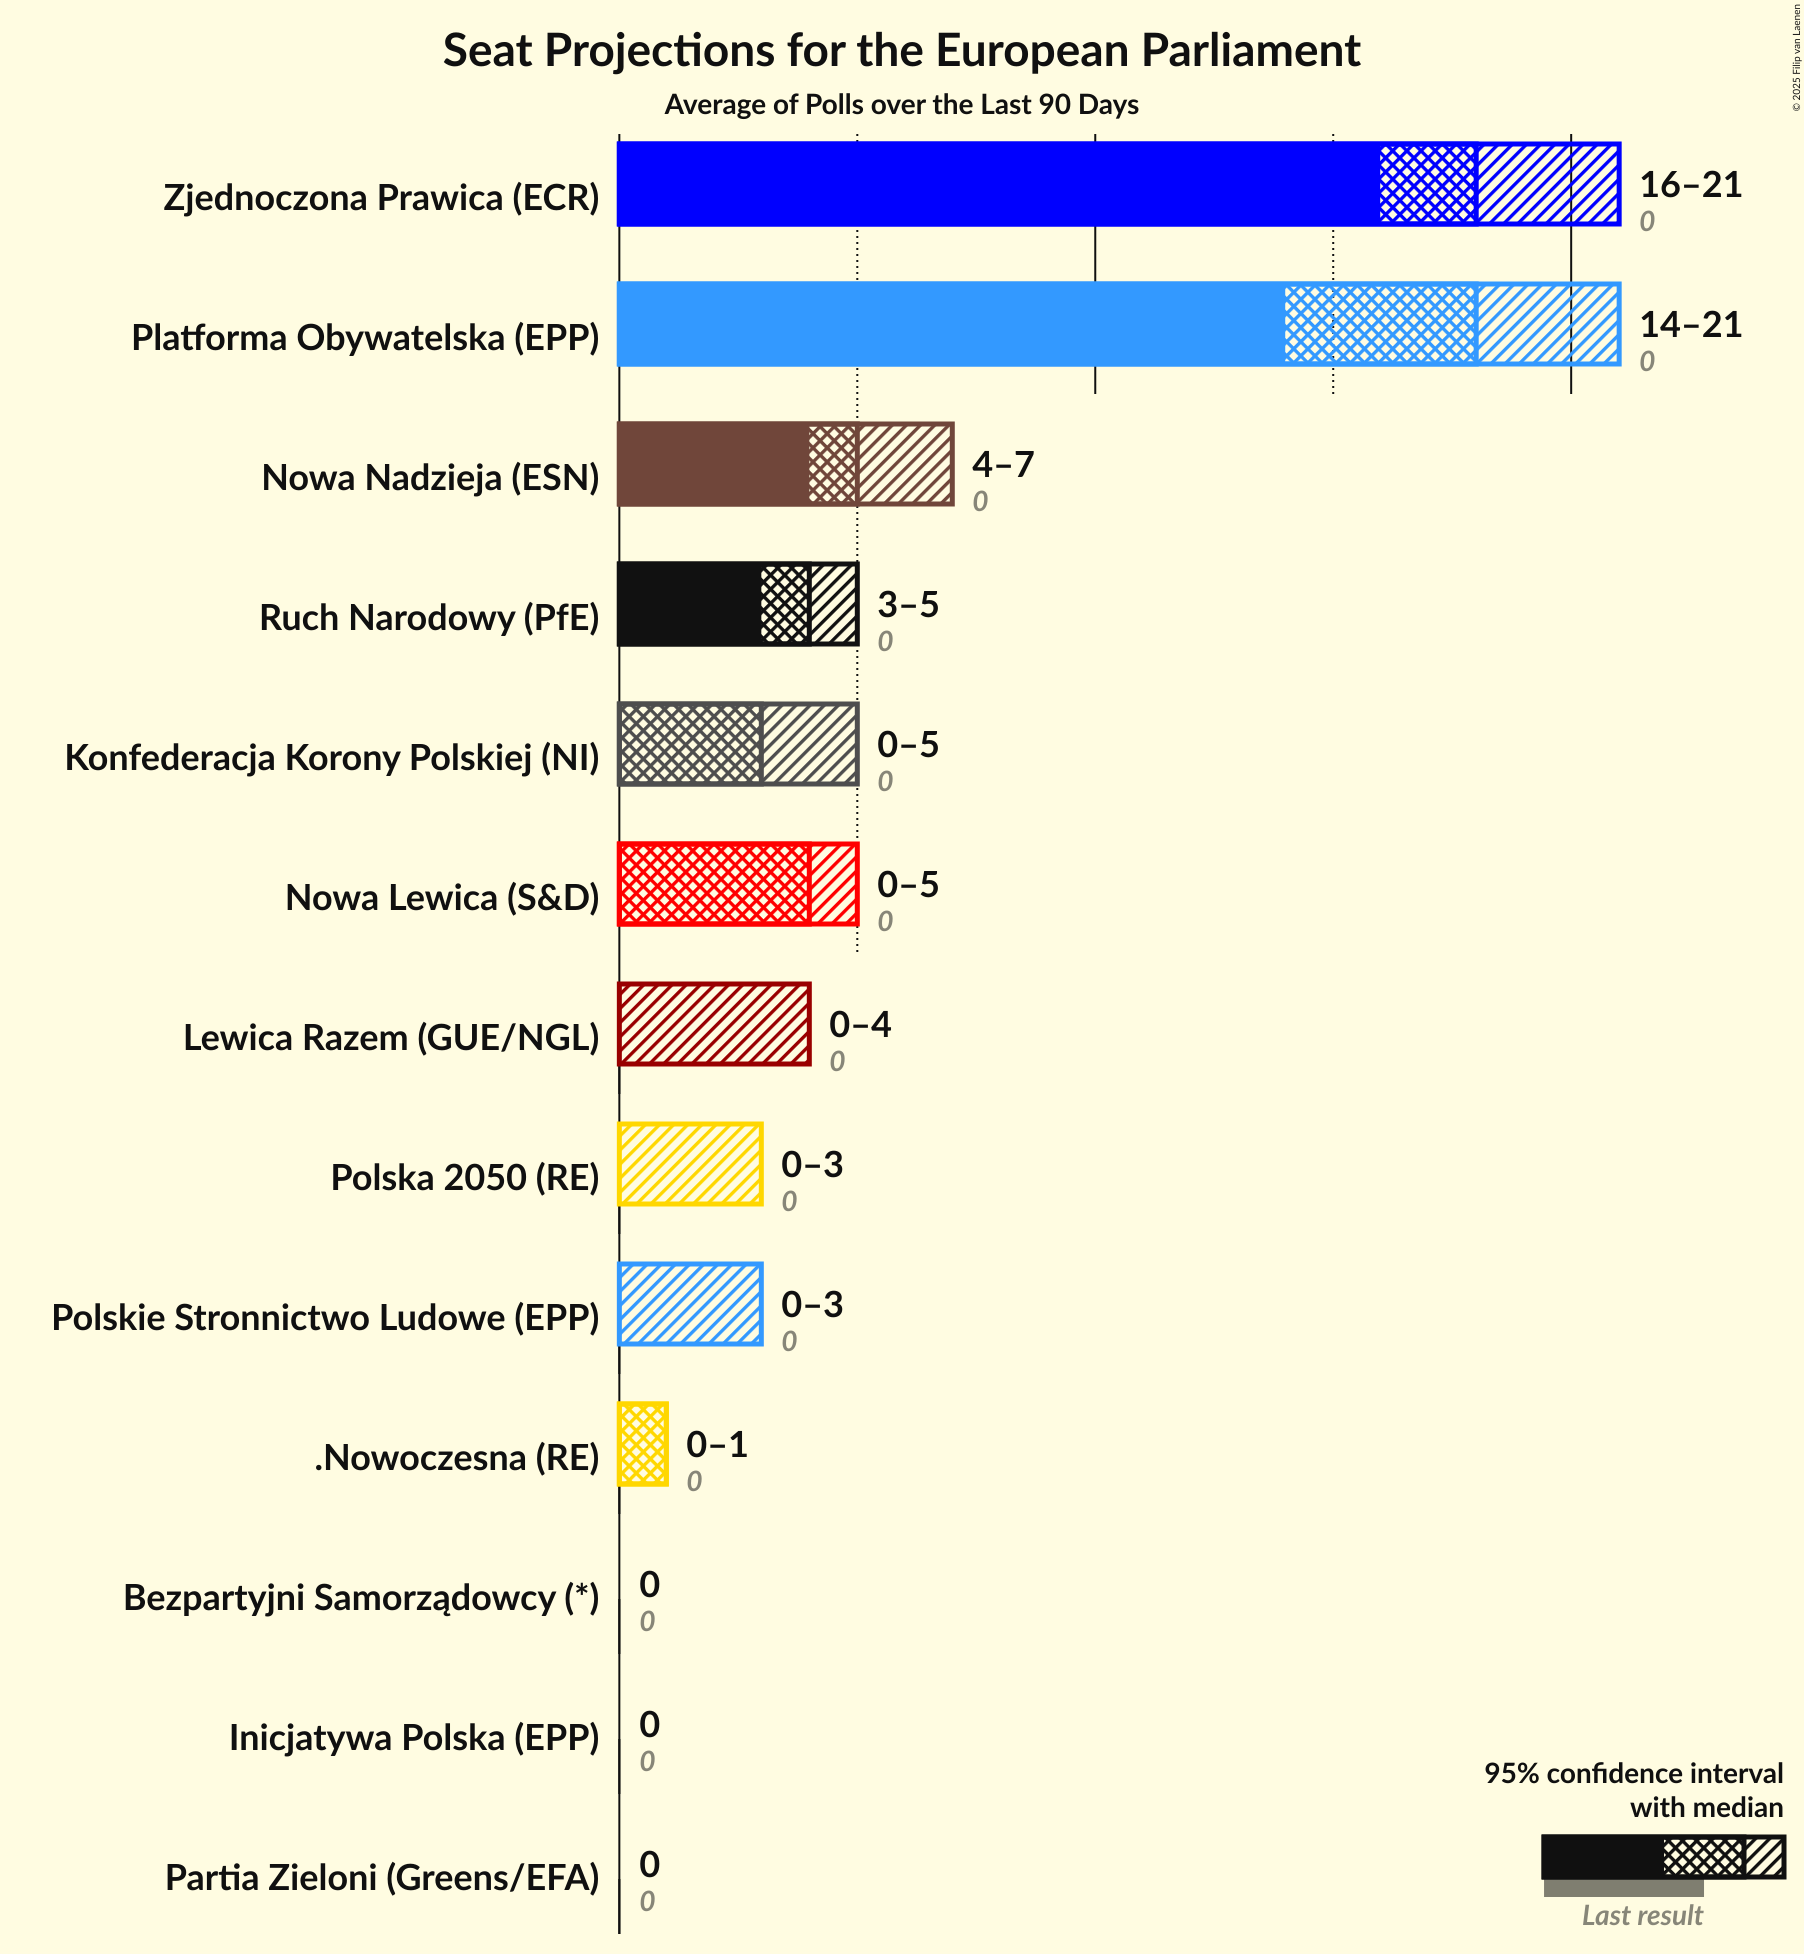 Seat Projections for the European Parliament
Average of Polls over the Last 90 Days
© 2025 Filip van Laenen
Zjednoczona Prawica (ECR)
16–21
0
Platforma Obywatelska (EPP)
14–21
0
Nowa Nadzieja (ESN)
4–7
0
Ruch Narodowy (PfE)
3–5
0
Konfederacja Korony Polskiej (NI)
0–5
0
Nowa Lewica (S&D)
0–5
0
Lewica Razem (GUE/NGL)
0–4
0
Polska 2050 (RE)
0–3
0
Polskie Stronnictwo Ludowe (EPP)
0–3
0
.Nowoczesna (RE)
0–1
0
Bezpartyjni Samorządowcy (*)
0
0
Inicjatywa Polska (EPP)
0
0
Partia Zieloni (Greens/EFA)
0
0
95% confidence interval
with median
Last result